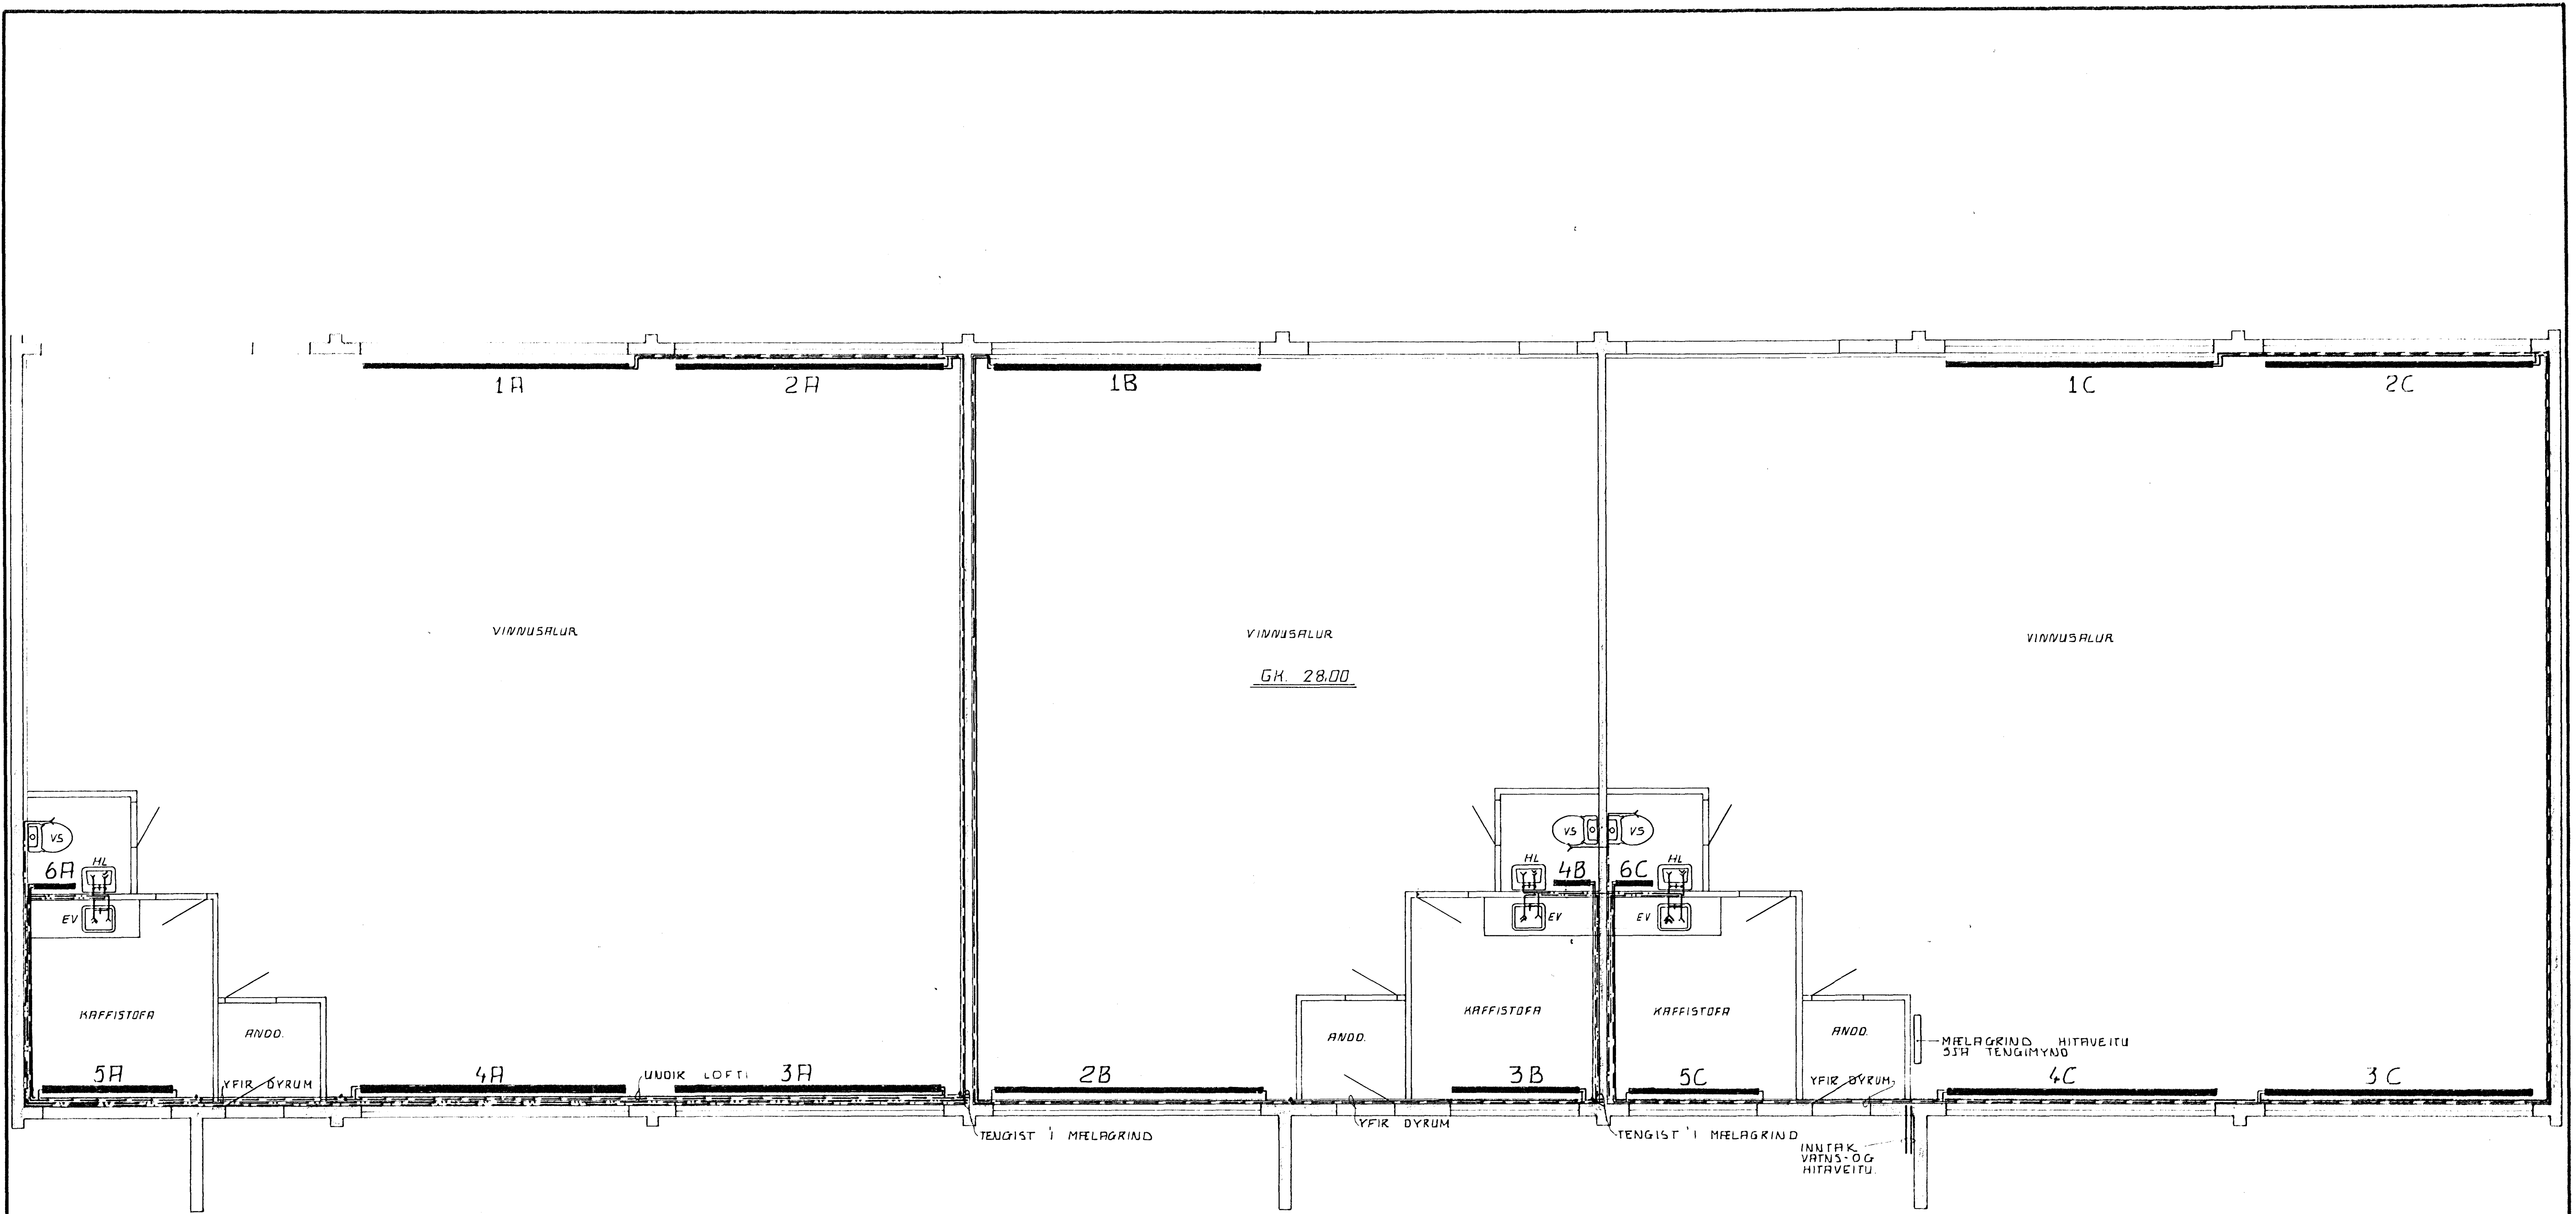 1A
2A
1B
1C
2C
VINNUSALUR
VINNUSALUR
VINNUSALUR
GK. 28,00
VS
6A
HL
EV
KAFFISTOFA
ANDD.
5A
YFIR DYRUM
4A
UNDIR LOFTI
3A
TENGIST Í MÆLAGRIND
2B
ANDD.
YFIR DYRUM
KAFFISTOFA
3B
VS
VS
HL
4B
6C
HL
EV
EV
KAFFISTOFA
5C
TENGIST Í MÆLAGRIND
ANDD.
YFIR DYRUM
MÆLAGRIND HITAVEITU
SJÁ TENGIMYND
4C
3C
INNTAK
VATNS-OG
HITAVEITU.